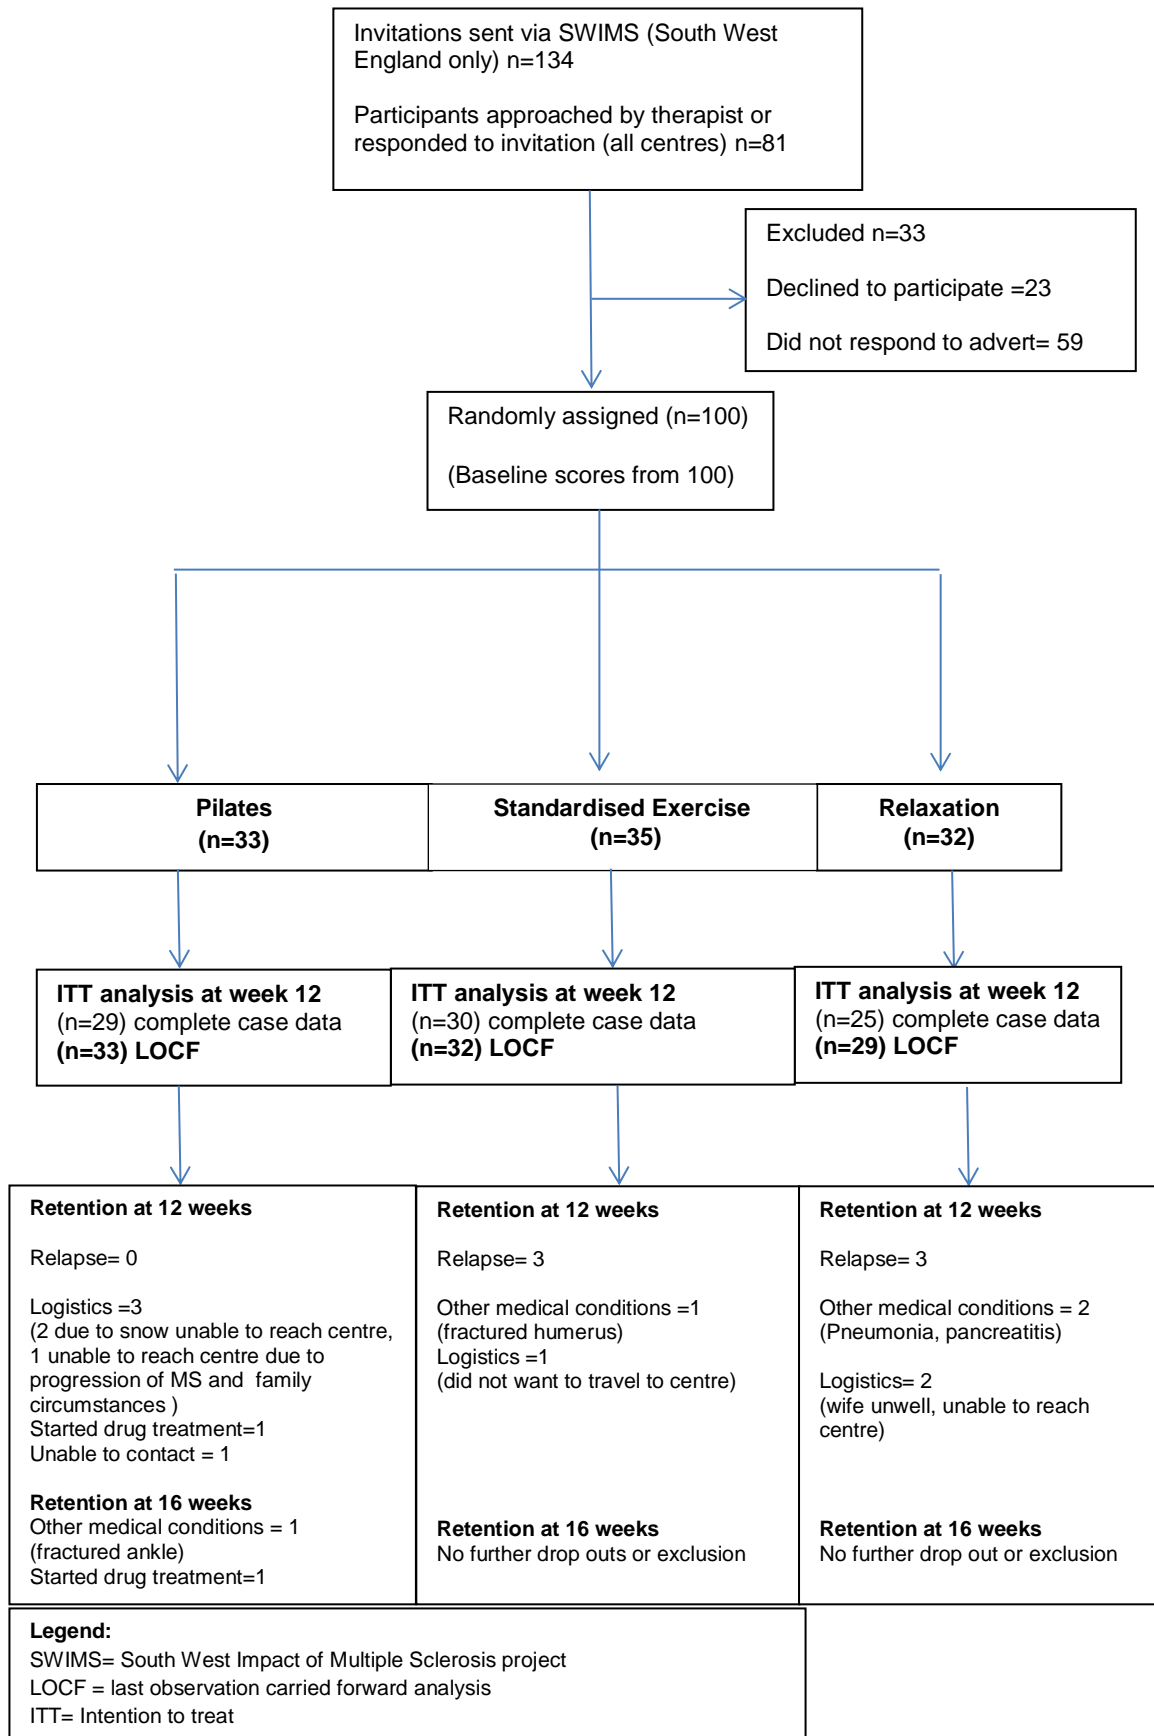 Invitations sent via SWIMS (South West
England only) n=134
Participants approached by therapist or
responded to invitation (all centres) n=81
Excluded n=33
Declined to participate =23
Did not respond to advert= 59
Randomly assigned (n=100)
(Baseline scores from 100)
Pilates
(n=33)
Standardised Exercise
(n=35)
Relaxation
(n=32)
ITT analysis at week 12
(n=29) complete case data
(n=33) LOCF
ITT analysis at week 12
(n=30) complete case data
(n=32) LOCF
ITT analysis at week 12
(n=25) complete case data
(n=29) LOCF
Retention at 12 weeks
Relapse= 0
Logistics =3
(2 due to snow unable to reach centre,
1 unable to reach centre due to
progression of MS and family
circumstances )
Started drug treatment=1
Unable to contact = 1
Retention at 16 weeks
Other medical conditions = 1
(fractured ankle)
Started drug treatment=1
Retention at 12 weeks
Relapse= 3
Other medical conditions =1
(fractured humerus)
Logistics =1
(did not want to travel to centre)
Retention at 16 weeks
No further drop outs or exclusion
Retention at 12 weeks
Relapse= 3
Other medical conditions = 2
(Pneumonia, pancreatitis)
Logistics= 2
(wife unwell, unable to reach
centre)
Retention at 16 weeks
No further drop out or exclusion
Legend:
SWIMS= South West Impact of Multiple Sclerosis project
LOCF = last observation carried forward analysis
ITT= Intention to treat